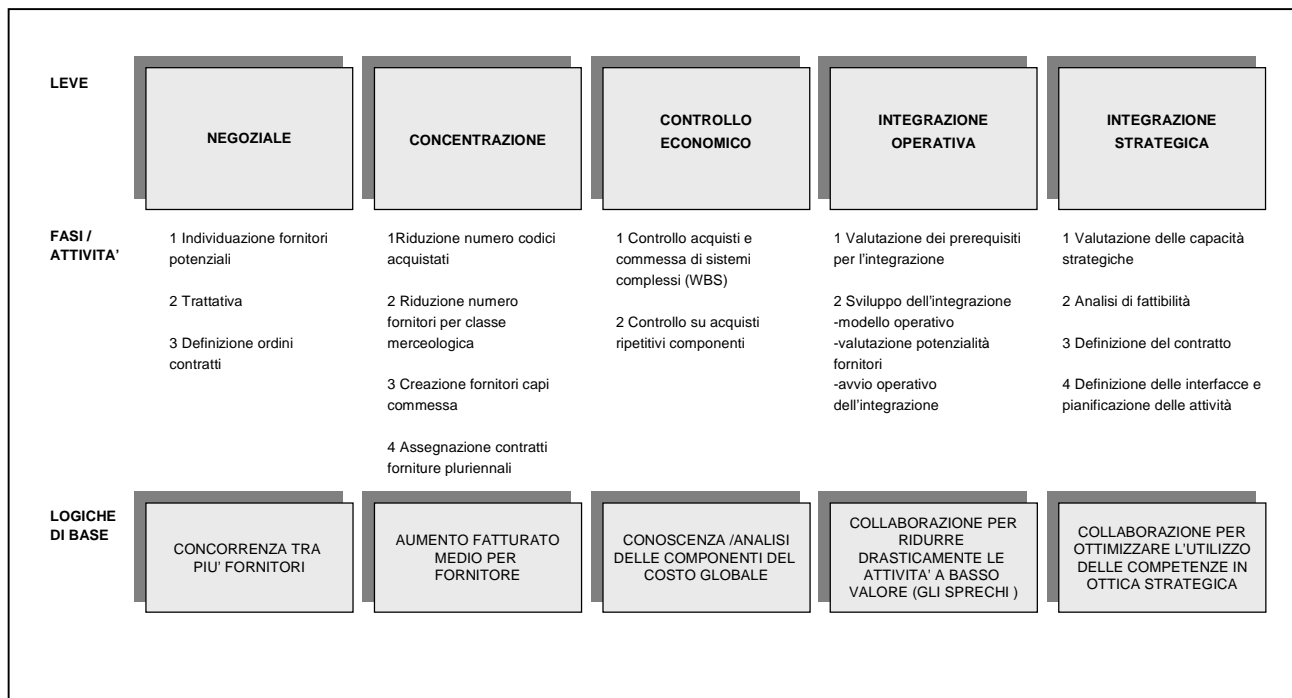 LEVE
NEGOZIALE
CONCENTRAZIONE
CONTROLLO
ECONOMICO
INTEGRAZIONE
OPERATIVA
INTEGRAZIONE
STRATEGICA
FASI /
ATTIVITA'
1 Individuazione fornitori
potenziali
2 Trattativa
3 Definizione ordini
contratti
1Riduzione numero codici
acquistati
2 Riduzione numero
fornitori per classe
merceologica
3 Creazione fornitori capi
commessa
4 Assegnazione contratti
forniture pluriennali
1 Controllo acquisti e
commessa di sistemi
complessi (WBS)
2 Controllo su acquisti
ripetitivi componenti
1 Valutazione dei prerequisiti
per l'integrazione
2 Sviluppo dell'integrazione
-modello operativo
-valutazione potenzialità
fornitori
-avvio operativo
dell'integrazione
1 Valutazione delle capacità
strategiche
2 Analisi di fattibilità
3 Definizione del contratto
4 Definizione delle interfacce e
pianificazione delle attività
LOGICHE
DI BASE
CONCORRENZA TRA
PIU' FORNITORI
AUMENTO FATTURATO
MEDIO PER
FORNITORE
CONOSCENZA /ANALISI
DELLE COMPONENTI DEL
COSTO GLOBALE
COLLABORAZIONE PER
RIDURRE
DRASTICAMENTE LE
ATTIVITA' A BASSO
VALORE (GLI SPRECHI )
COLLABORAZIONE PER
OTTIMIZZARE L'UTILIZZO
DELLE COMPETENZE IN
OTTICA STRATEGICA